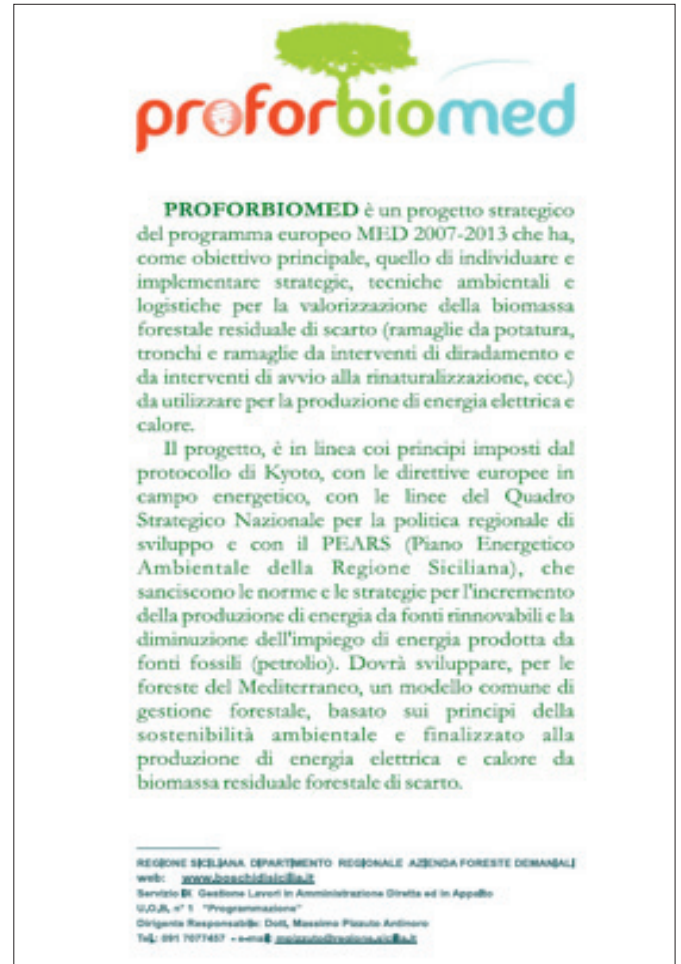 proforbiomed
PROFORBIOMED è un progetto strategico
del programma europeo MED 2007-2013 che ha,
come obiettivo principale, quello di individuare e
implementare strategie, tecniche ambientali e
logistiche per la valorizzazione della biomassa
forestale residuale di scarto (ramaglie da potatura,
tronchi e ramaglie da interventi di diradamento e
da interventi di avvio alla rinaturalizzazione, ecc.)
da utilizzare per la produzione di energia elettrica e
calore.
Il progetto, è in linea coi principi imposti dal
protocollo di Kyoto, con le direttive europee in
campo energetico, con le linee del Quadro
Strategico Nazionale per la politica regionale di
sviluppo e con il PEARS (Piano Energetico
Ambientale della Regione Siciliana), che
sanciscono le norme e le strategie per l'incremento
della produzione di energia da fonti rinnovabili e la
diminuzione dell'impiego di energia prodotta da
fonti fossili (petrolio). Dovrà sviluppare, per le
foreste del Mediterraneo, un modello comune di
gestione forestale, basato sui principi della
sostenibilità ambientale e finalizzato alla
produzione di energia elettrica e calore da
biomassa residuale forestale di scarto.
REGIONE SICILIANA DIPARTIMENTO REGIONALE AZIENDA FORESTE DEMANIALI
web: www.boschidisicilia.it
Servizio Gestione Lavori in Amministrazione Diretta ed in Appalto
U.O.B. n° 1 "Programmazione"
Dirigente Responsabile: Dott. Massimo Pizzuto Antinoro
Tel.: 091 7077457 - e-mail: mpizzuto@regione.sicilia.it